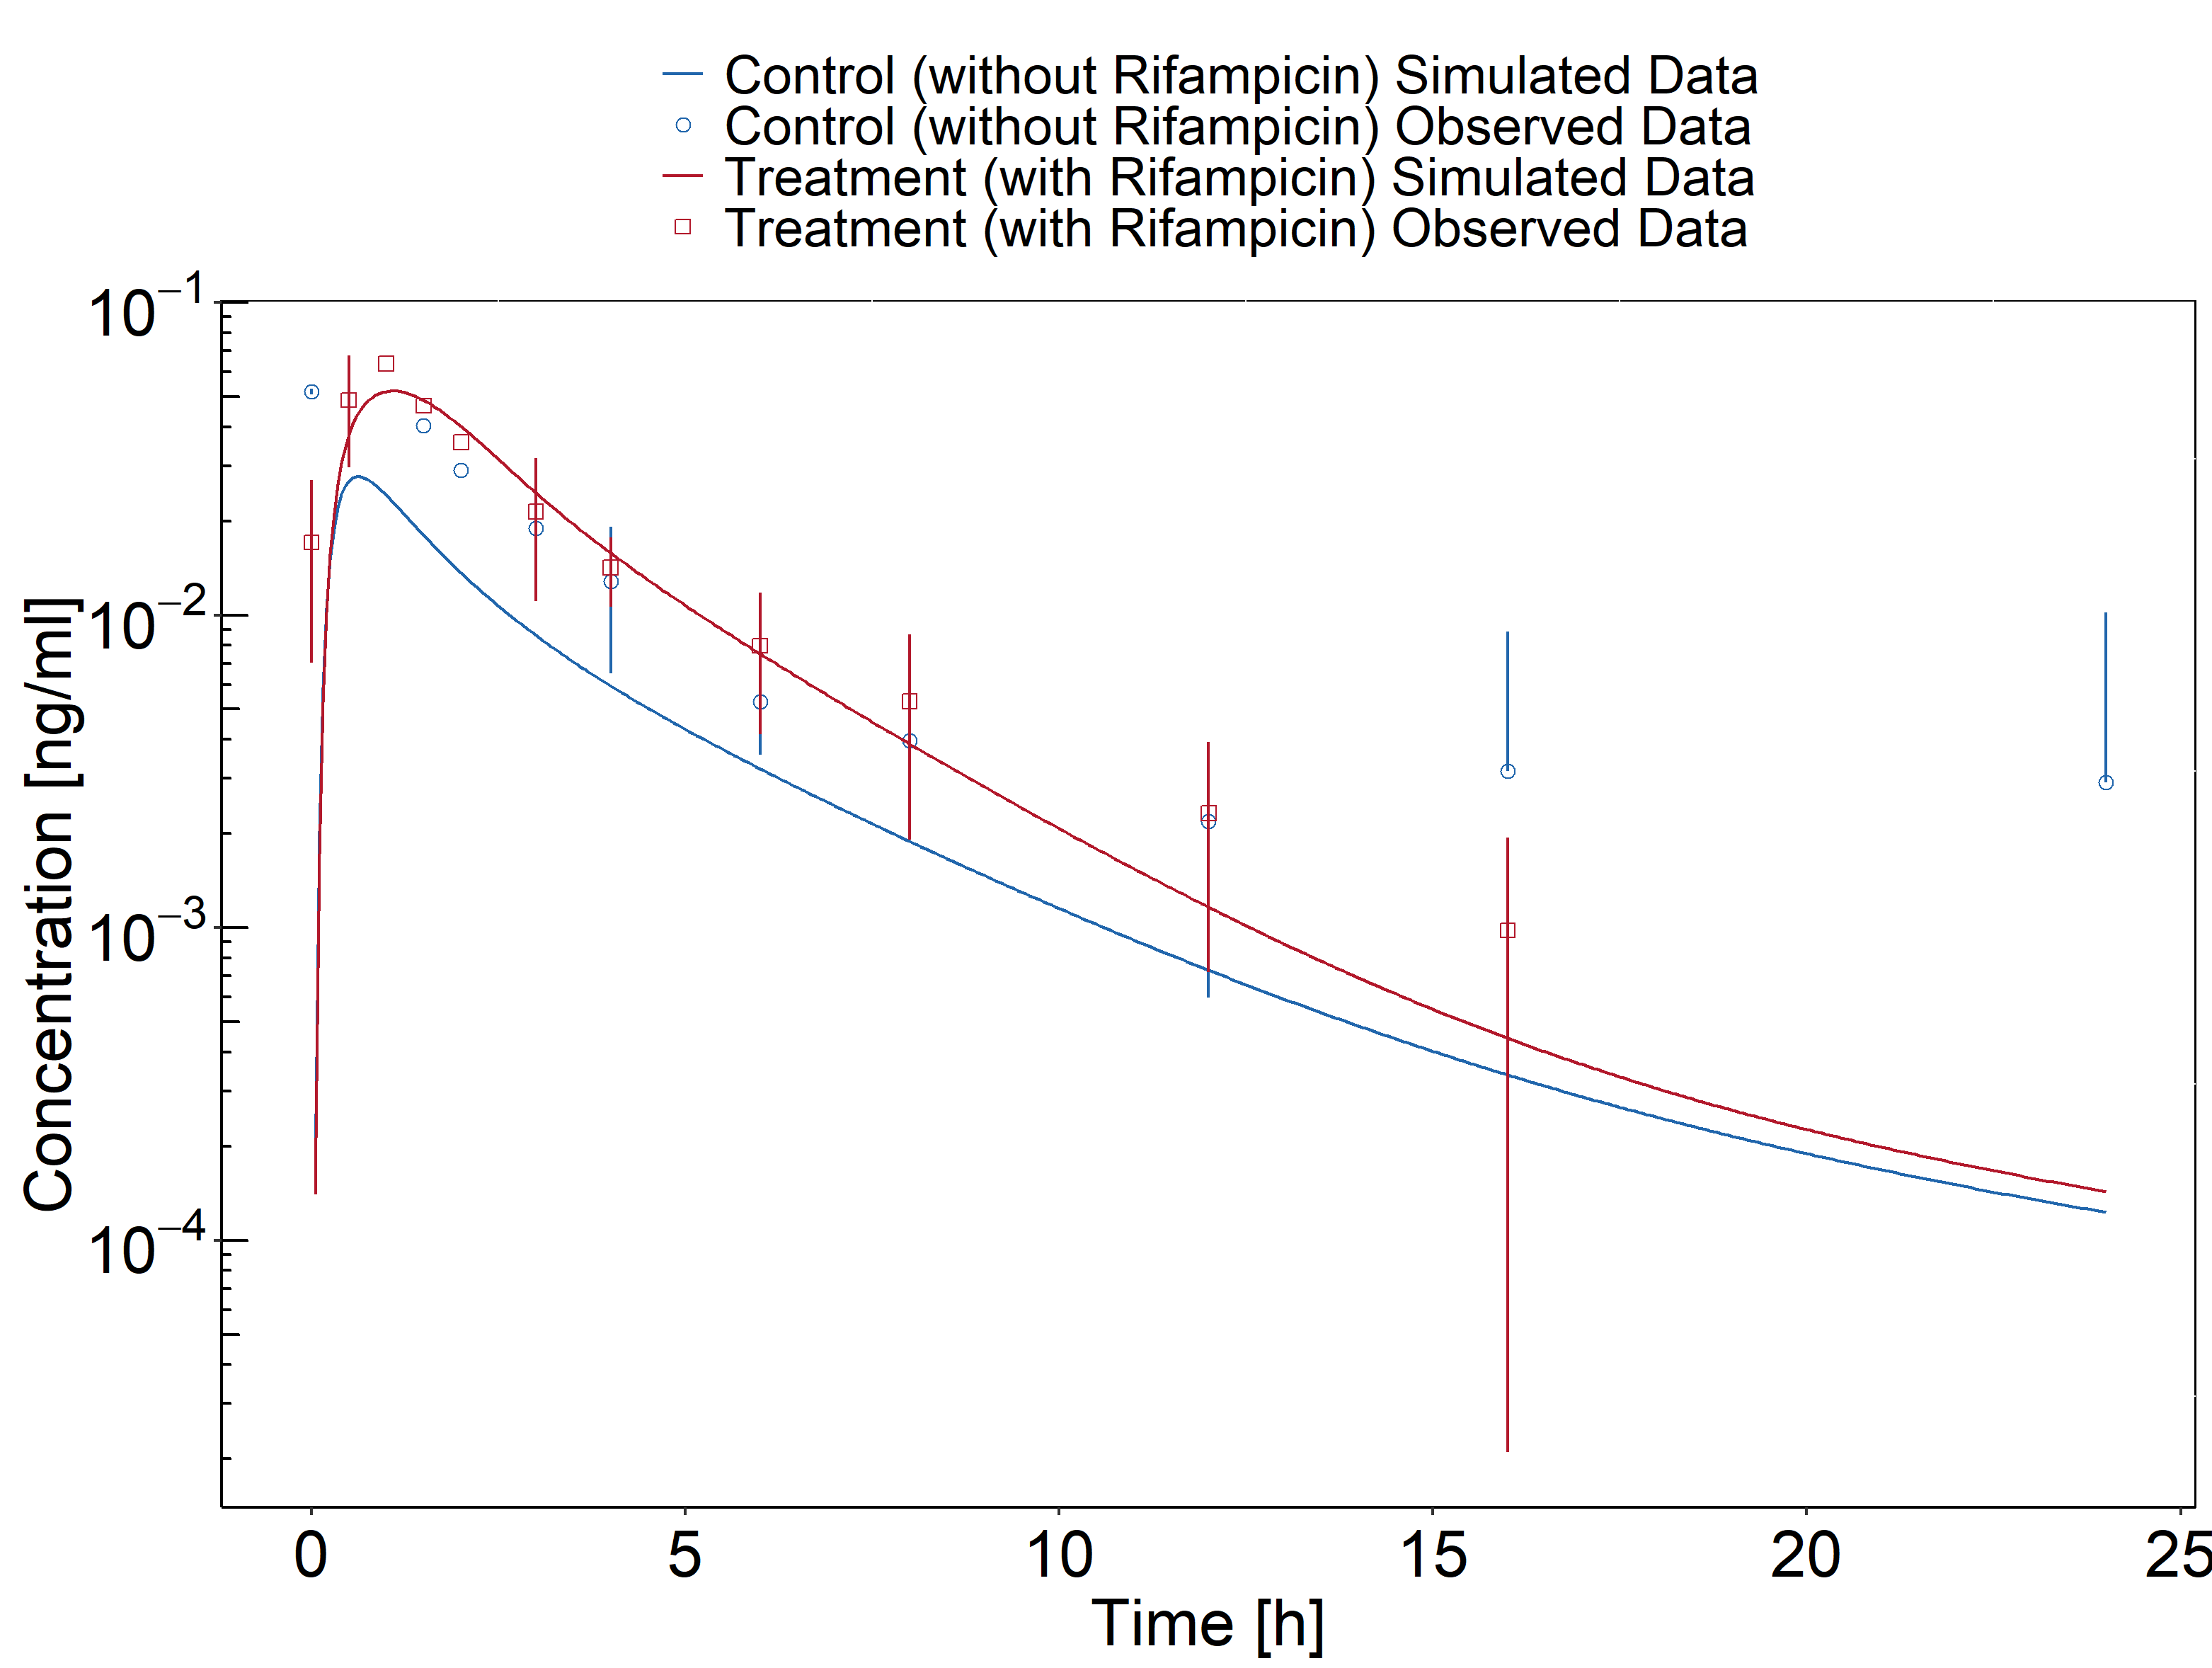 Control (without Rifampicin) Simulated Data
Control (without Rifampicin) Observed Data
Treatment (with Rifampicin) Simulated Data
Treatment (with Rifampicin) Observed Data
10−1
10−2
10−3
10−4
Concentration [ng/ml]
0 5 10 15 20 25
Time [h]